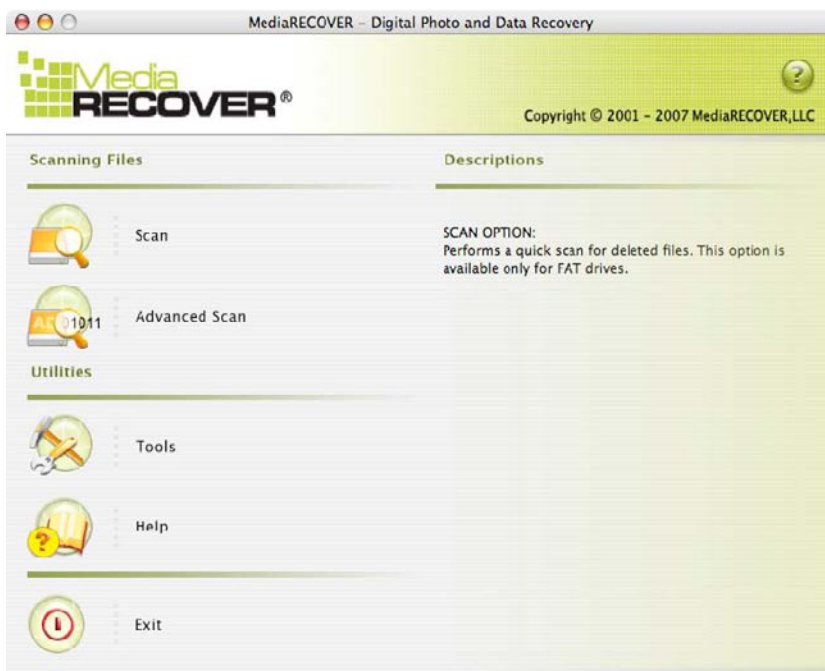 MediaRECOVER – Digital Photo and Data Recovery
Media
RECOVER®
?
Copyright © 2001 – 2007 MediaRECOVER,LLC
Scanning Files
Descriptions
Scan
SCAN OPTION:
Performs a quick scan for deleted files. This option is
available only for FAT drives.
01011
Advanced Scan
Utilities
Tools
?
Help
Exit